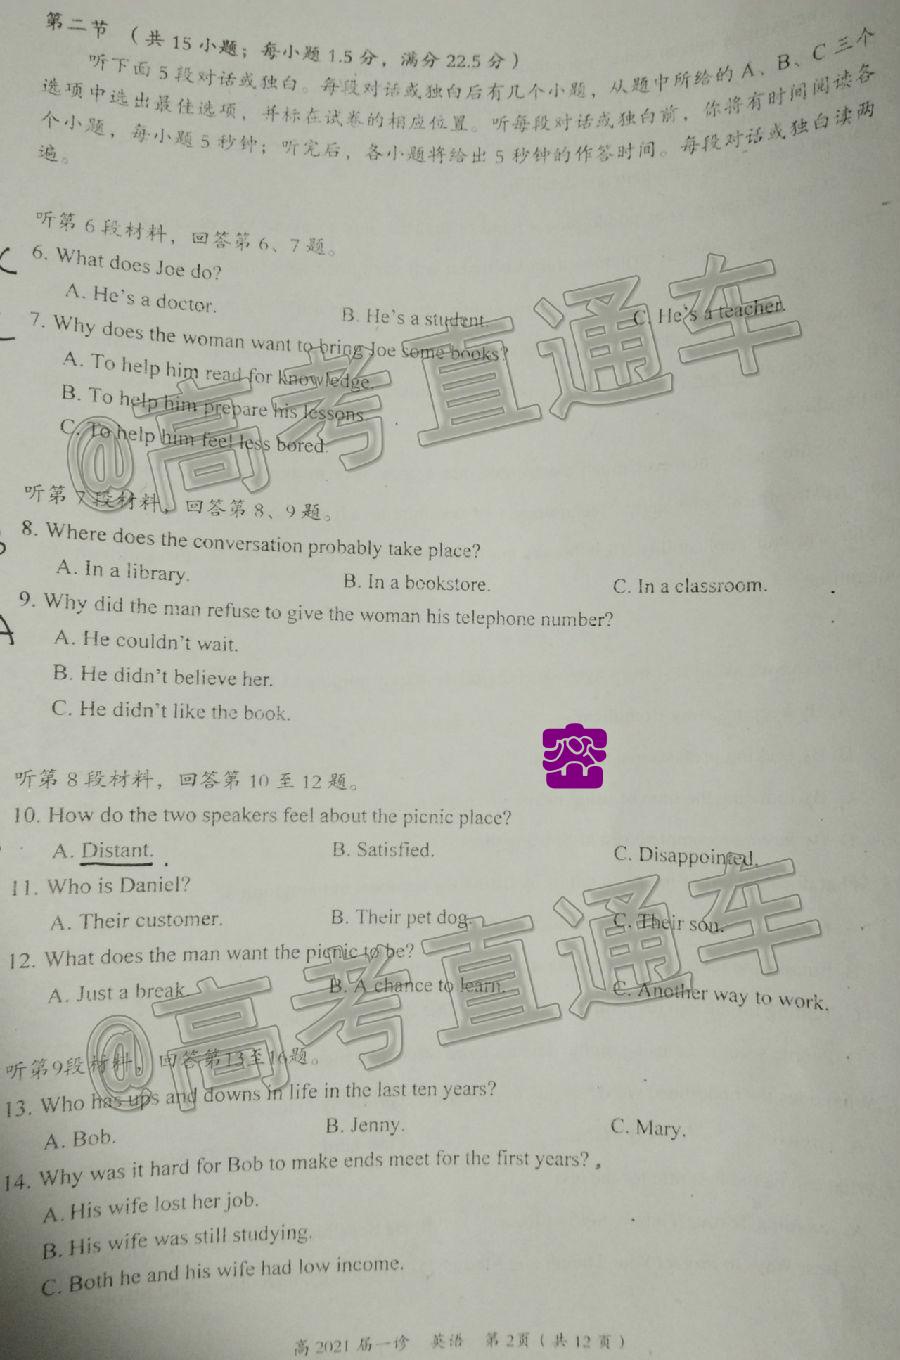 第二节 (共15小题；每小题1.5分，满分22.5分)
听下面5段对话或独白。每段对话或独白后有几个小题，从题中所给的A、B、C三个
选项中选出最佳选项，并标在试卷的相应位置。听每段对话或独白前，你将有时间阅读各
个小题，每小题5秒钟；听完后，各小题将给出5秒钟的作答时间。每段对话或独白读两
遍。
听第6段材料，回答第6、7题。
6. What does Joe do?
A. He's a doctor. B. He's a student. C. He's a teacher.
7. Why does the woman want to bring Joe some books?
A. To help him read for knowledge.
B. To help him prepare his lessons.
C. To help him feel less bored.
@高考直通车
听第7段材料，回答第8、9题。
8. Where does the conversation probably take place?
A. In a library. B. In a bookstore. C. In a classroom.
9. Why did the man refuse to give the woman his telephone number?
A. He couldn't wait.
B. He didn't believe her.
C. He didn't like the book.
听第8段材料，回答第10至12题。
10. How do the two speakers feel about the picnic place?
A. Distant. B. Satisfied. C. Disappointed.
11. Who is Daniel?
A. Their customer. B. Their pet dog. C. Their son.
12. What does the man want the picnic to be?
A. Just a break. B. A chance to learn. C. Another way to work.
@高考直通车
听第9段材料，回答第13至16题。
13. Who has ups and downs in life in the last ten years?
A. Bob. B. Jenny. C. Mary.
14. Why was it hard for Bob to make ends meet for the first years?
A. His wife lost her job.
B. His wife was still studying.
C. Both he and his wife had low income.
高2021届一诊 英语 第2页(共12页)